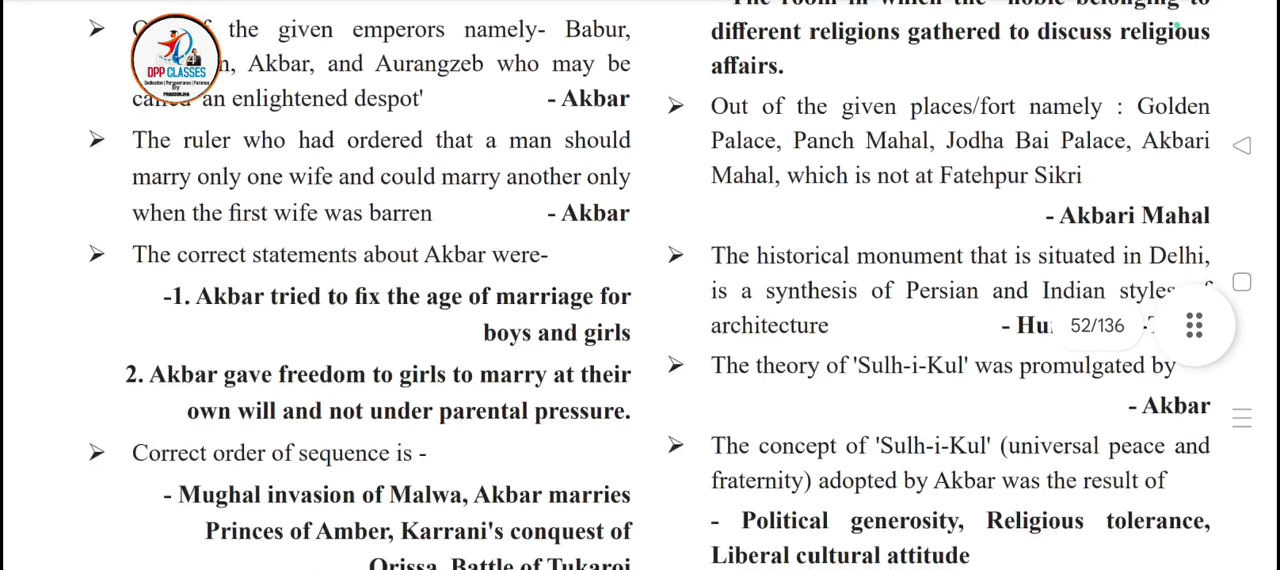 the given emperors namely- Babur,
Akbar, and Aurangzeb who may be
an enlightened despot'
- Akbar
➢ The ruler who had ordered that a man should
marry only one wife and could marry another only
when the first wife was barren
- Akbar
➢ The correct statements about Akbar were-
-1. Akbar tried to fix the age of marriage for
boys and girls
2. Akbar gave freedom to girls to marry at their
own will and not under parental pressure.
➢ Correct order of sequence is -
- Mughal invasion of Malwa, Akbar marries
Princes of Amber, Karrani's conquest of
Orissa, Battle of Tukaroi
DPP CLASSES
By
different religions gathered to discuss religious
affairs.
➢ Out of the given places/fort namely : Golden
Palace, Panch Mahal, Jodha Bai Palace, Akbari
Mahal, which is not at Fatehpur Sikri
- Akbari Mahal
➢ The historical monument that is situated in Delhi,
is a synthesis of Persian and Indian styles
architecture
52/136
➢ The theory of 'Sulh-i-Kul' was promulgated by
- Akbar
➢ The concept of 'Sulh-i-Kul' (universal peace and
fraternity) adopted by Akbar was the result of
- Political generosity, Religious tolerance,
Liberal cultural attitude